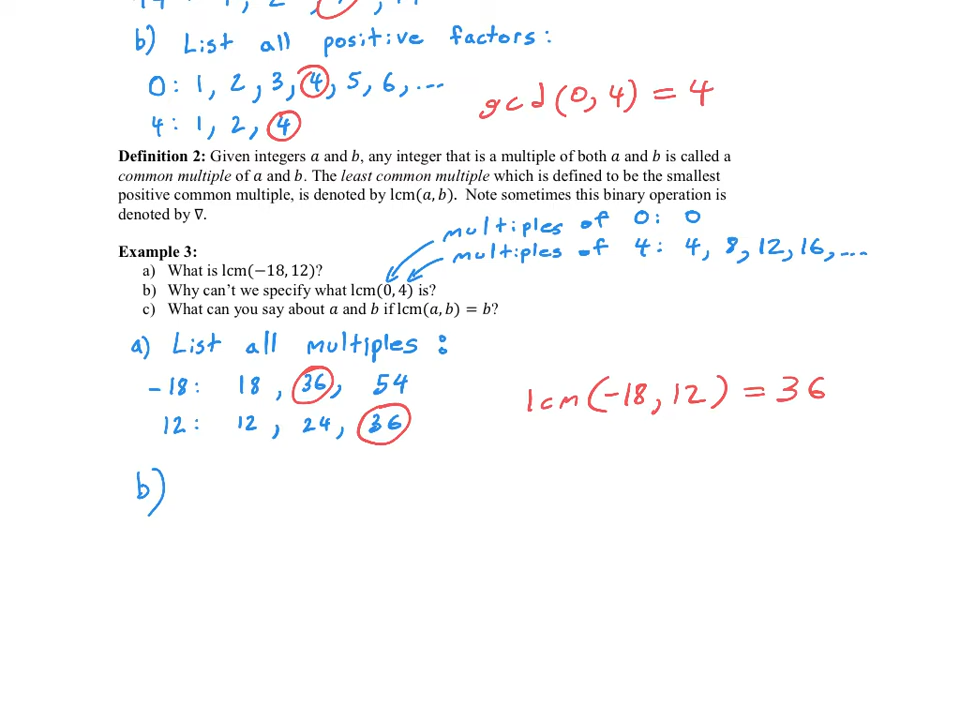 b) List all positive factors:
0: 1, 2, 3, 4, 5, 6, ...
gcd(0, 4) = 4
4: 1, 2, 4
Definition 2: Given integers a and b, any integer that is a multiple of both a and b is called a
common multiple of a and b. The least common multiple which is defined to be the smallest
positive common multiple, is denoted by lcm(a, b). Note sometimes this binary operation is
denoted by ∇.
multiples of 0: 0
multiples of 4: 4, 8, 12, 16, ...
Example 3:
a) What is lcm(−18, 12)?
b) Why can't we specify what lcm(0, 4) is?
c) What can you say about a and b if lcm(a, b) = b?
a) List all multiples:
-18: 18, 36, 54
lcm(-18, 12) = 36
12: 12, 24, 36
b)